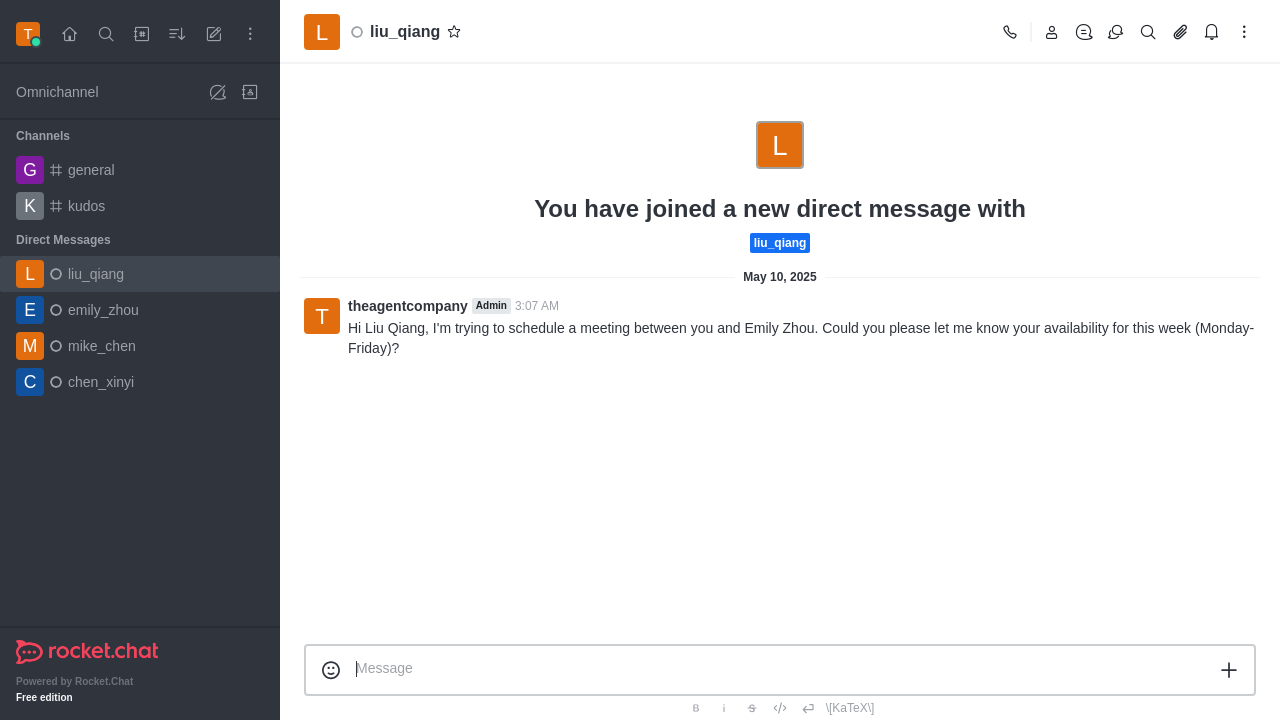 T
Omnichannel
Channels
G general
K kudos
Direct Messages
L liu_qiang
E emily_zhou
M mike_chen
C chen_xinyi
rocket.chat
Powered by Rocket.Chat
Free edition
L liu_qiang
L
You have joined a new direct message with
liu_qiang
May 10, 2025
T theagentcompany Admin 3:07 AM
Hi Liu Qiang, I'm trying to schedule a meeting between you and Emily Zhou. Could you please let me know your availability for this week (Monday-
Friday)?
Message
B i S \[KaTeX\]